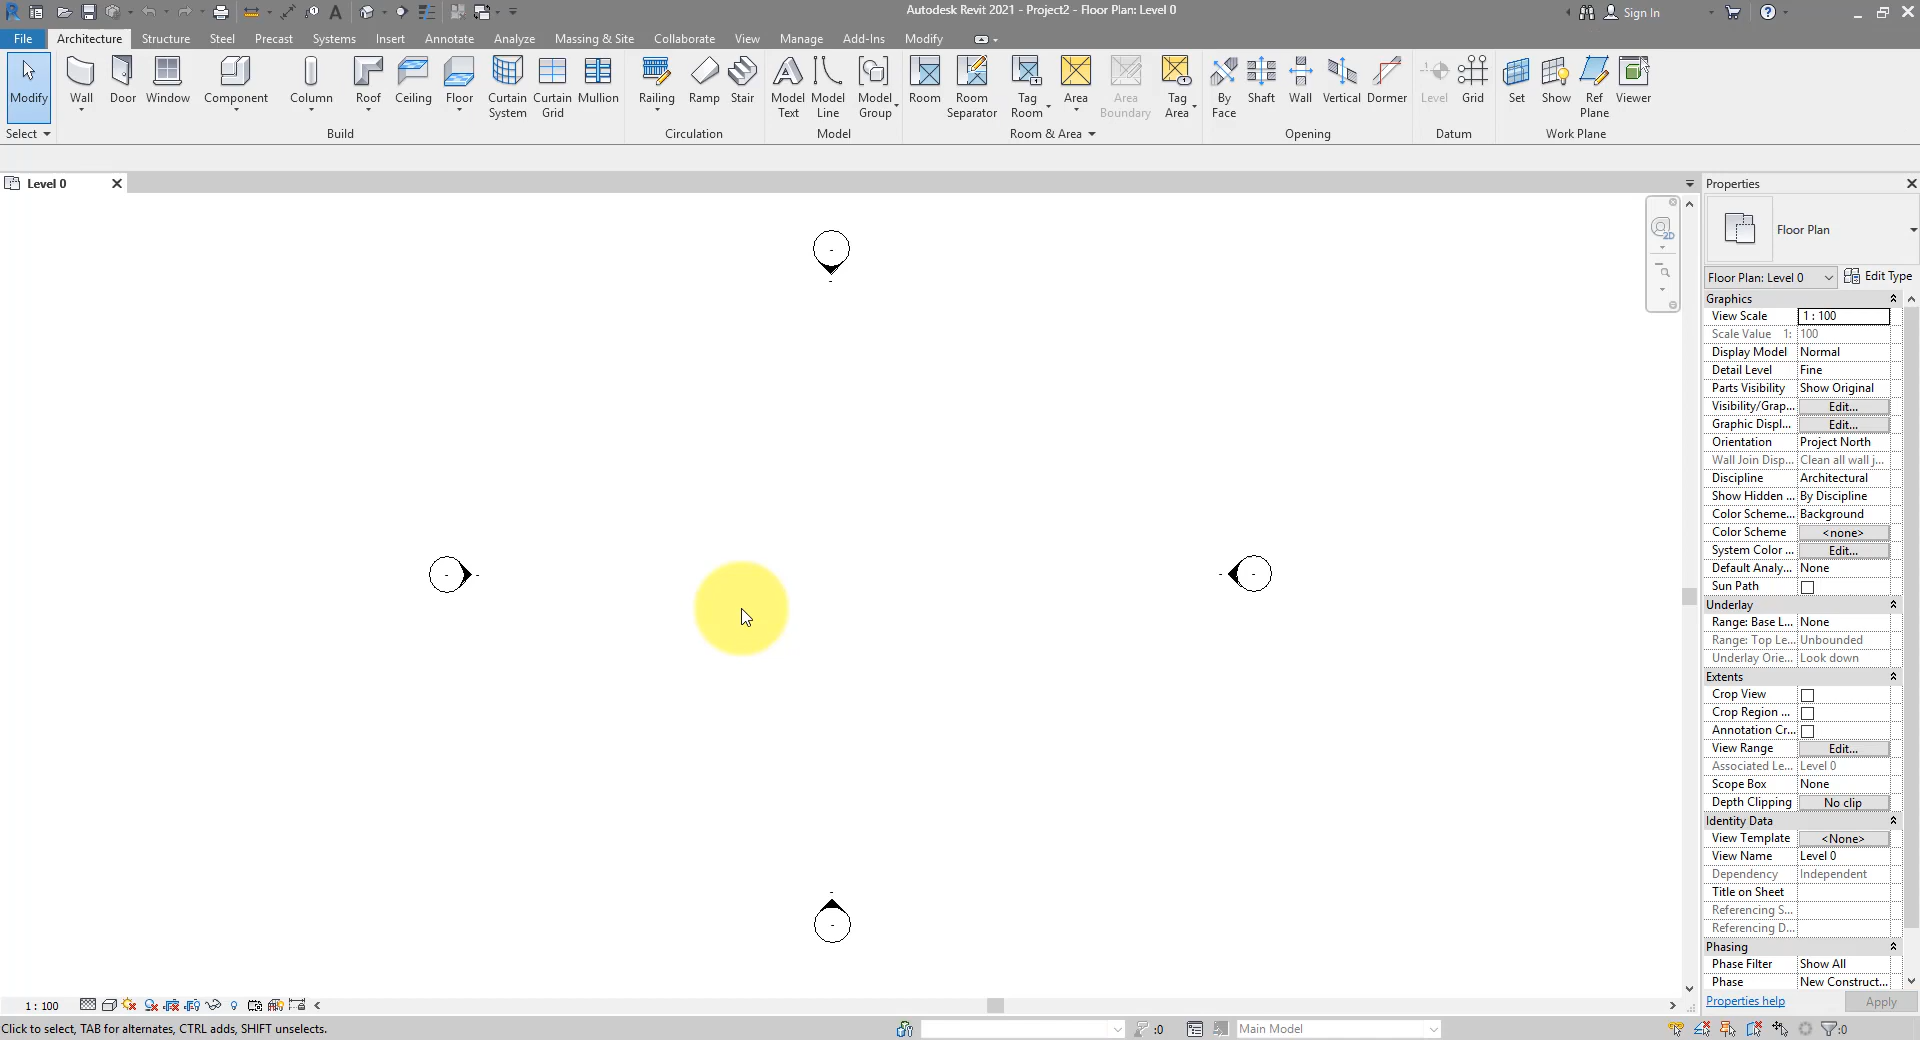 Autodesk Revit 2021 - Project2 - Floor Plan: Level 0
Sign In
File Architecture Structure Steel Precast Systems Insert Annotate Analyze Massing & Site Collaborate View Manage Add-Ins Modify
Modify Wall Door Window Component Column Roof Ceiling Floor Curtain System Curtain Grid Mullion Railing Ramp Stair Model Text Model Line Model Group Room Room Separator Tag Room Area Area Boundary Tag Area By Face Shaft Wall Vertical Dormer Level Grid Set Show Ref Plane Viewer
Select Build Circulation Model Room & Area Opening Datum Work Plane
Level 0
Properties
2D
Floor Plan
Floor Plan: Level 0 Edit Type
Graphics
View Scale 1 : 100
Scale Value 1: 100
Display Model Normal
Detail Level Fine
Parts Visibility Show Original
Visibility/Grap... Edit...
Graphic Displ... Edit...
Orientation Project North
Wall Join Disp... Clean all wall j...
Discipline Architectural
Show Hidden ... By Discipline
Color Scheme... Background
Color Scheme <none>
System Color ... Edit...
Default Analy... None
Sun Path
Underlay
Range: Base L... None
Range: Top Le... Unbounded
Underlay Orie... Look down
Extents
Crop View
Crop Region ...
Annotation Cr...
View Range Edit...
Associated Le... Level 0
Scope Box None
Depth Clipping No clip
Identity Data
View Template <None>
View Name Level 0
Dependency Independent
Title on Sheet
Referencing S...
Referencing D...
Phasing
Phase Filter Show All
Phase New Construct...
Properties help Apply
1 : 100
Click to select, TAB for alternates, CTRL adds, SHIFT unselects.
:0
Main Model
:0